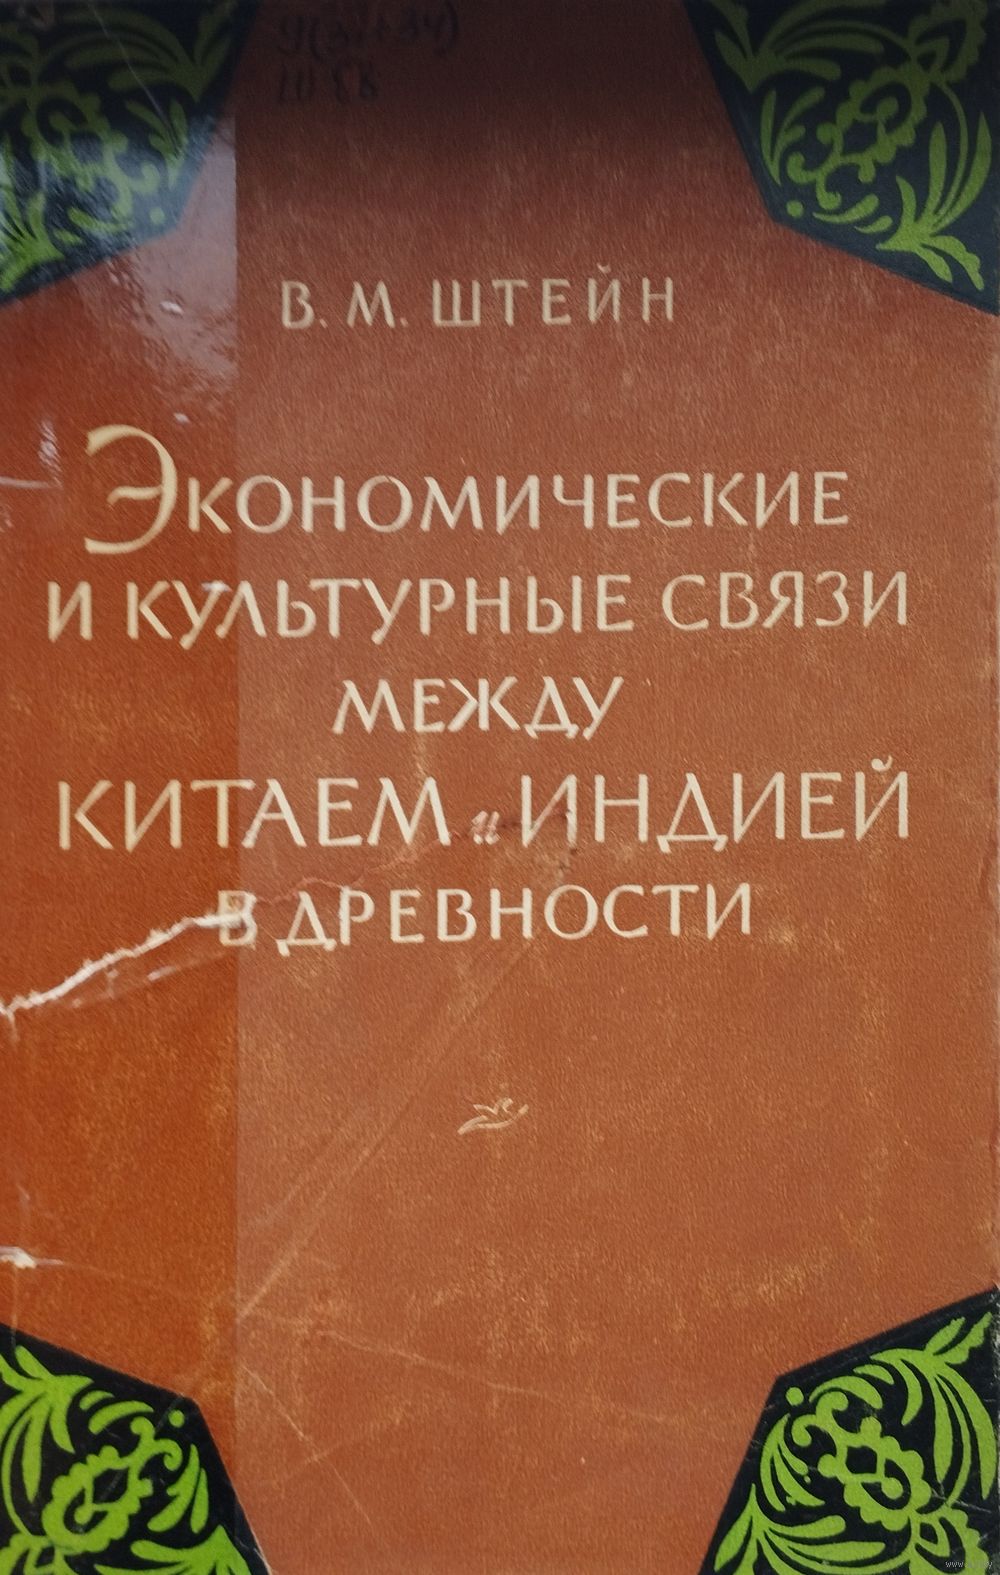 В. М. ШТЕЙН
ЭКОНОМИЧЕСКИЕ
И КУЛЬТУРНЫЕ СВЯЗИ
МЕЖДУ
КИТАЕМ и ИНДИЕЙ
В ДРЕВНОСТИ